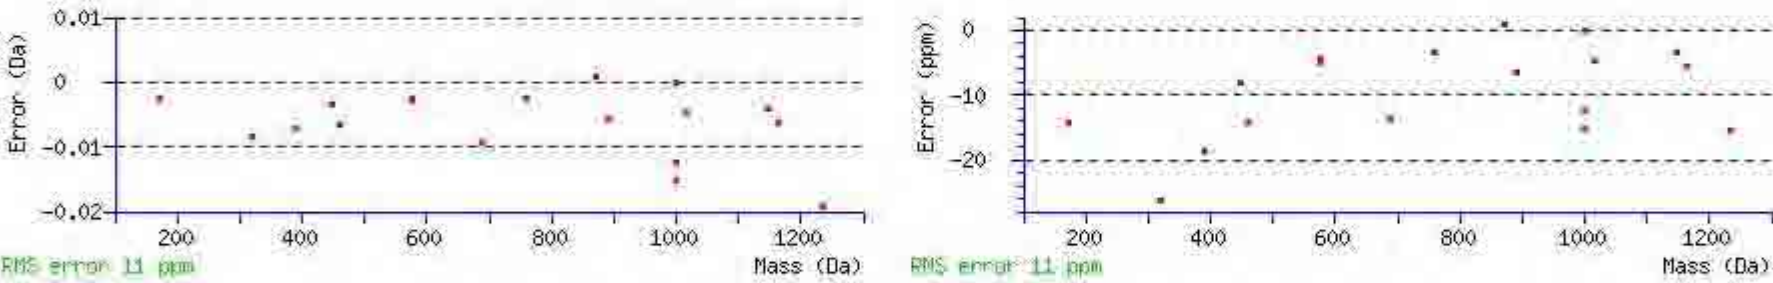 0.01
0
-0.01
-0.02
Error (Da)
200 400 600 800 1000 1200
RMS error 11 ppm
Mass (Da)
0
-10
-20
Error (ppm)
200 400 600 800 1000 1200
RMS error 11 ppm
Mass (Da)